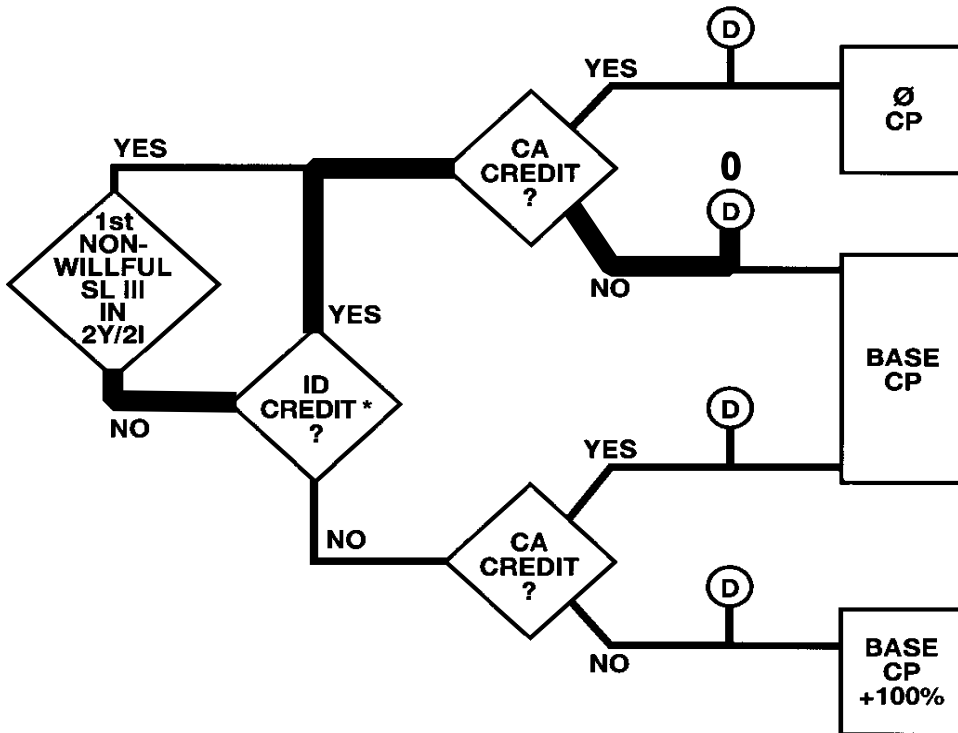 D
YES
Ø
CP
YES
CA
CREDIT
?
0
D
1st
NON-
WILLFUL
SL III
IN
2Y/2I
NO
YES
BASE
CP
ID
CREDIT *
?
NO
D
YES
NO
CA
CREDIT
?
D
NO
BASE
CP
+100%